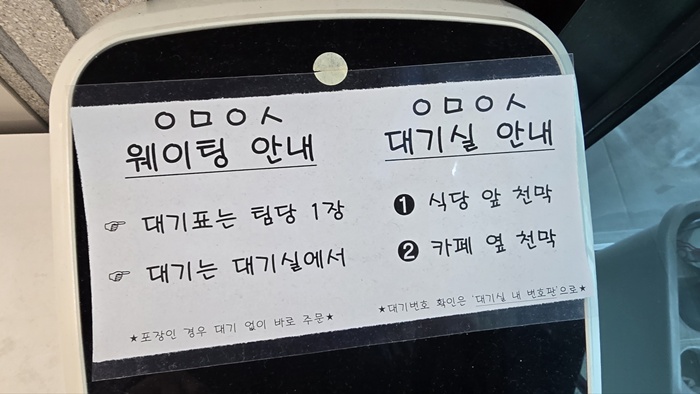 ㅇㅁㅇㅅ
웨이팅 안내
☞ 대기표는 팀당 1장
☞ 대기는 대기실에서
★포장인 경우 대기 없이 바로 주문★
ㅇㅁㅇㅅ
대기실 안내
❶ 식당 앞 천막
❷ 카페 옆 천막
★대기번호 확인은 '대기실 내 번호판'으로★